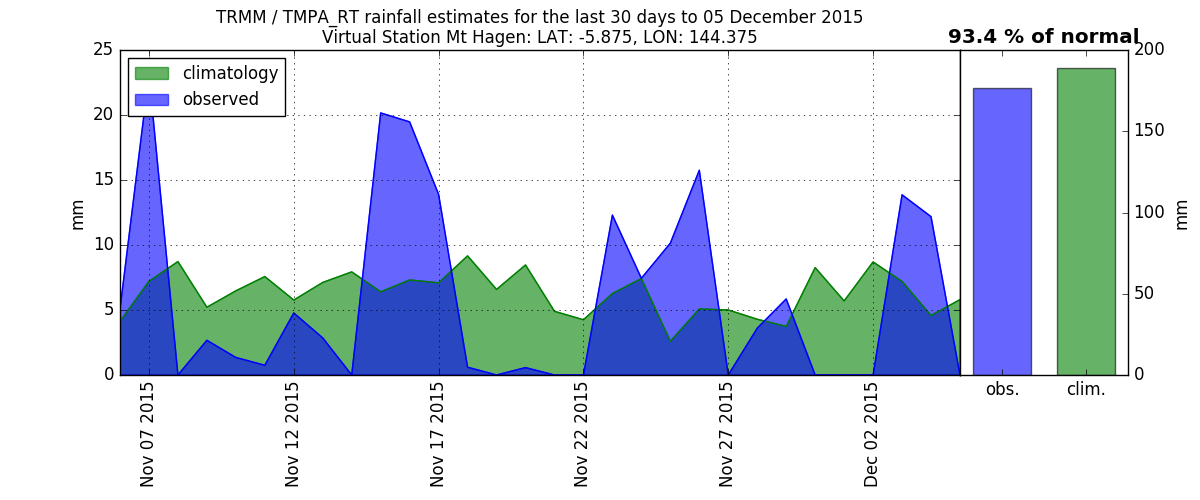 TRMM / TMPA_RT rainfall estimates for the last 30 days to 05 December 2015
Virtual Station Mt Hagen: LAT: -5.875, LON: 144.375
93.4 % of normal
climatology
observed
25
20
15
10
5
0
mm
Nov 07 2015
Nov 12 2015
Nov 17 2015
Nov 22 2015
Nov 27 2015
Dec 02 2015
200
150
100
50
0
mm
obs.
clim.